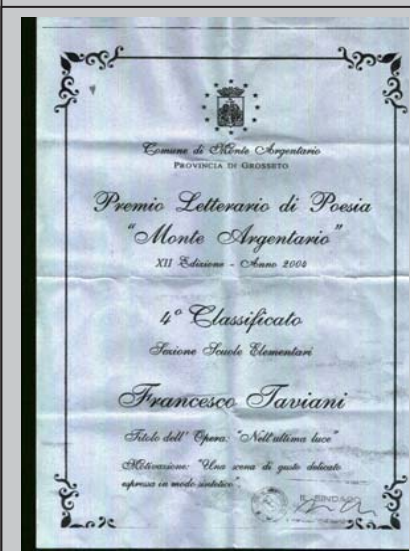 Comune di Monte Argentario
PROVINCIA DI GROSSETO
Premio Letterario di Poesia
"Monte Argentario"
XII Edizione - Anno 2004
4° Classificato
Sezione Scuole Elementari
Francesco Taviani
Titolo dell' Opera: "Nell'ultima luce"
Motivazione: "Una scena di gusto delicato
espressa in modo sintetico".
IL SINDACO